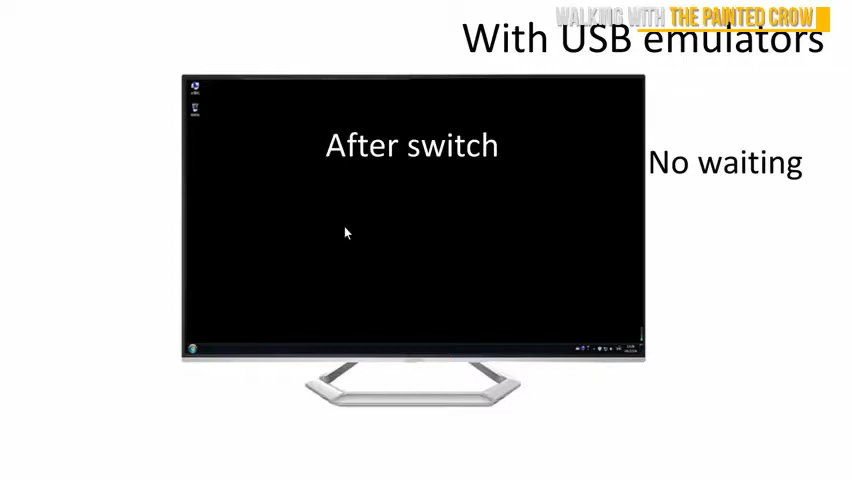 WALKING WITH THE PAINTED CROW
With USB emulators
After switch
No waiting